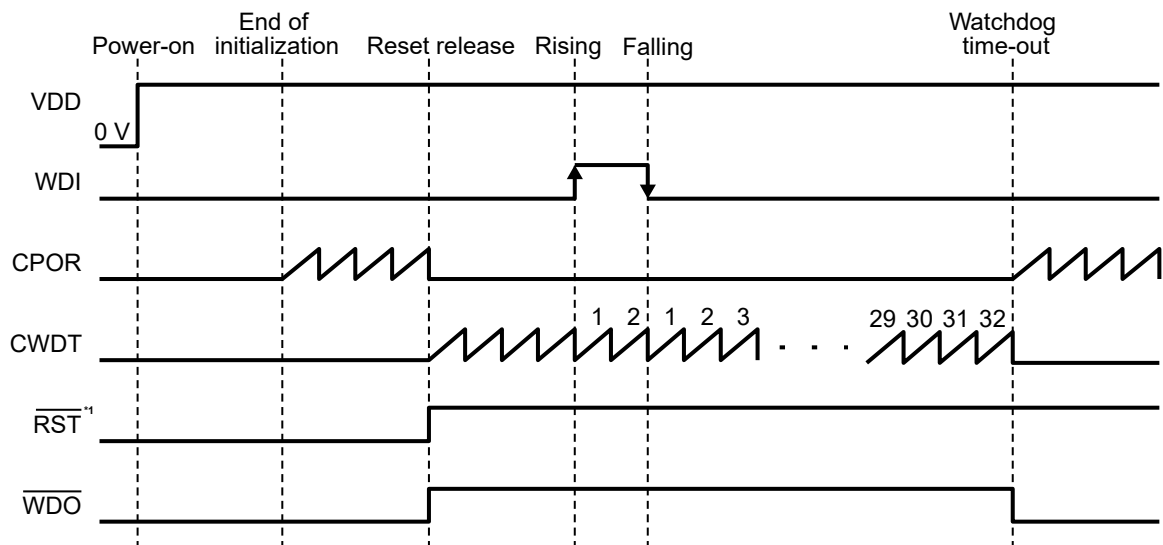 Power-on
End of
initialization
Reset release
Rising
Falling
Watchdog
time-out
VDD
0 V
WDI
CPOR
CWDT
1 2 1 2 3 . . . 29 30 31 32
RST*1
WDO